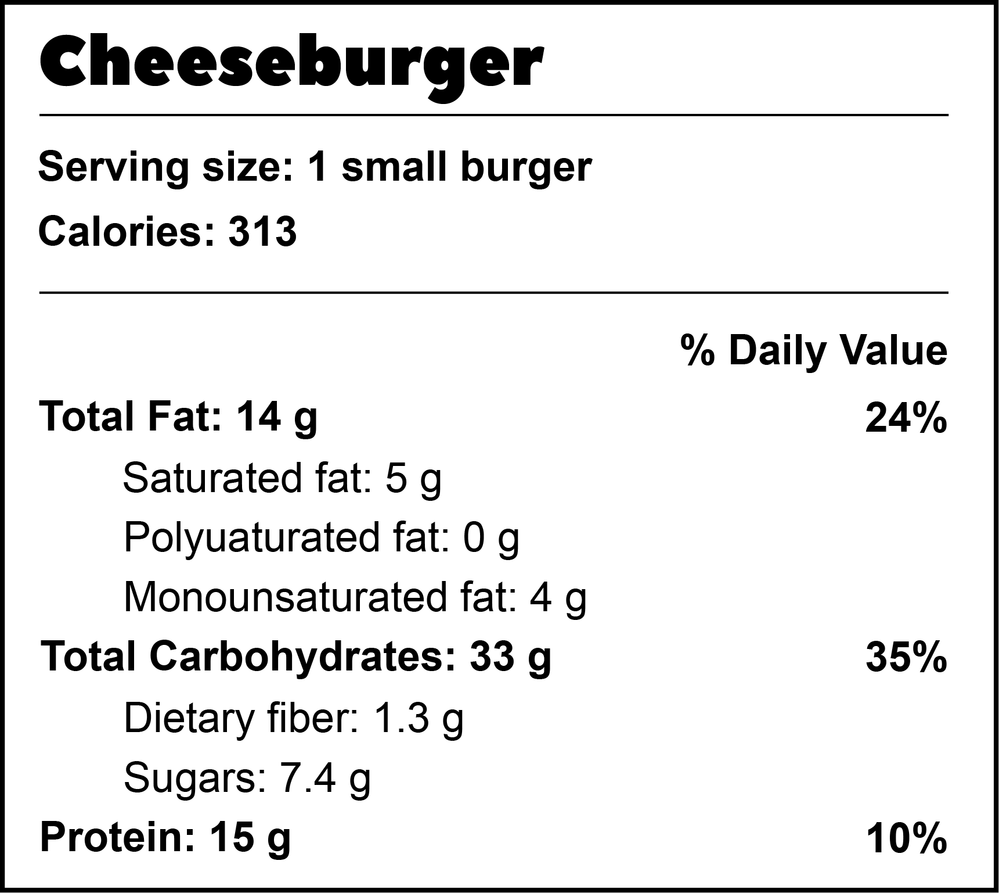 Cheeseburger
Serving size: 1 small burger
Calories: 313
% Daily Value
Total Fat: 14 g 24%
Saturated fat: 5 g
Polyuaturated fat: 0 g
Monounsaturated fat: 4 g
Total Carbohydrates: 33 g 35%
Dietary fiber: 1.3 g
Sugars: 7.4 g
Protein: 15 g 10%